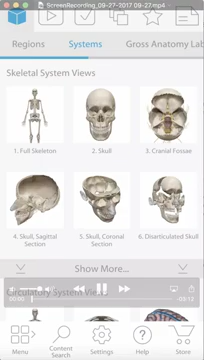 ScreenRecording_09-27-2017 09-27.mp4
Regions Systems Gross Anatomy Lab
Skeletal System Views
1. Full Skeleton 2. Skull 3. Cranial Fossae
4. Skull, Sagittal Section 5. Skull, Coronal Section 6. Disarticulated Skull
Show More...
Circulatory System Views
00:00 -03:12
Menu Content Search Settings Help Store